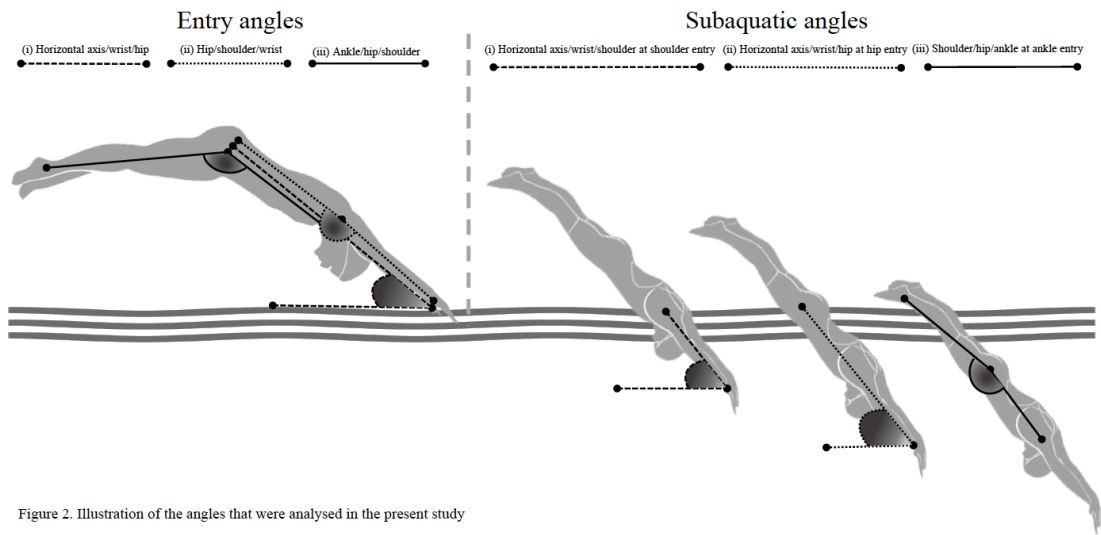 Entry angles
(i) Horizontal axis/wrist/hip
(ii) Hip/shoulder/wrist
(iii) Ankle/hip/shoulder
Subaquatic angles
(i) Horizontal axis/wrist/shoulder at shoulder entry
(ii) Horizontal axis/wrist/hip at hip entry
(iii) Shoulder/hip/ankle at ankle entry
Figure 2. Illustration of the angles that were analysed in the present study